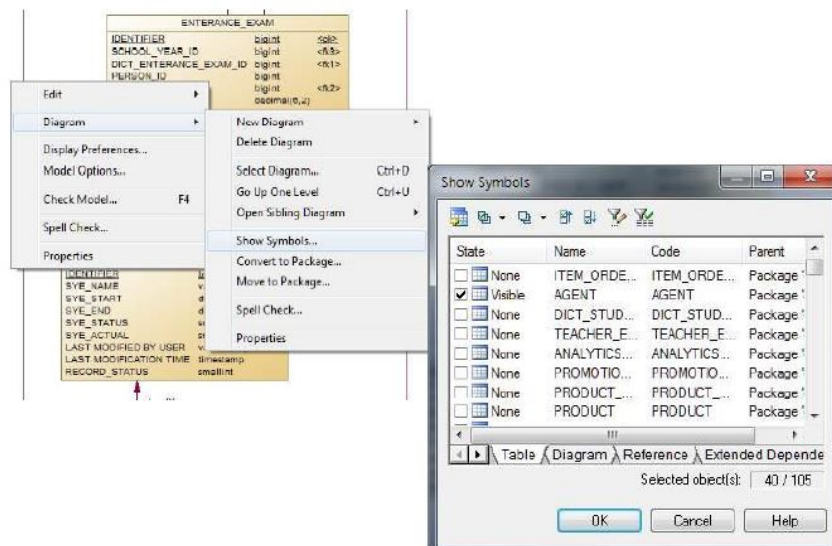 ENTERANCE_EXAM
IDENTIFIER bigint <pk>
SCHOOL_YEAR_ID bigint <fk3>
DICT_ENTERANCE_EXAM_ID bigint <fk1>
PERSON_ID bigint
bigint <fk2>
decimal(6,2)
Edit
Diagram
Display Preferences...
Model Options...
Check Model... F4
Spell Check...
Properties
New Diagram
Delete Diagram
Select Diagram... Ctrl+D
Go Up One Level Ctrl+U
Open Sibling Diagram
Show Symbols...
Convert to Package...
Move to Package...
Spell Check...
Properties
IDENTIFIER
SYE_NAME
SYE_START
SYE_END
SYE_STATUS
SYE_ACTUAL
LAST MODIFIED BY USER
LAST MODIFICATION TIME timestamp
RECORD_STATUS smallint
Show Symbols
State Name Code Parent
None ITEM_ORDE... ITEM_ORDE... Package '
Visible AGENT AGENT Package '
None DICT_STUD... DICT_STUD... Package '
None TEACHER_E... TEACHER_E... Package '
None ANALYTICS... ANALYTICS... Package '
None PROMOTIO... PROMOTIO... Package '
None PRODUCT_... PRODUCT_... Package '
None PRODUCT PRODUCT Package '
Table Diagram Reference Extended Depende
Selected object(s): 40 / 105
OK Cancel Help